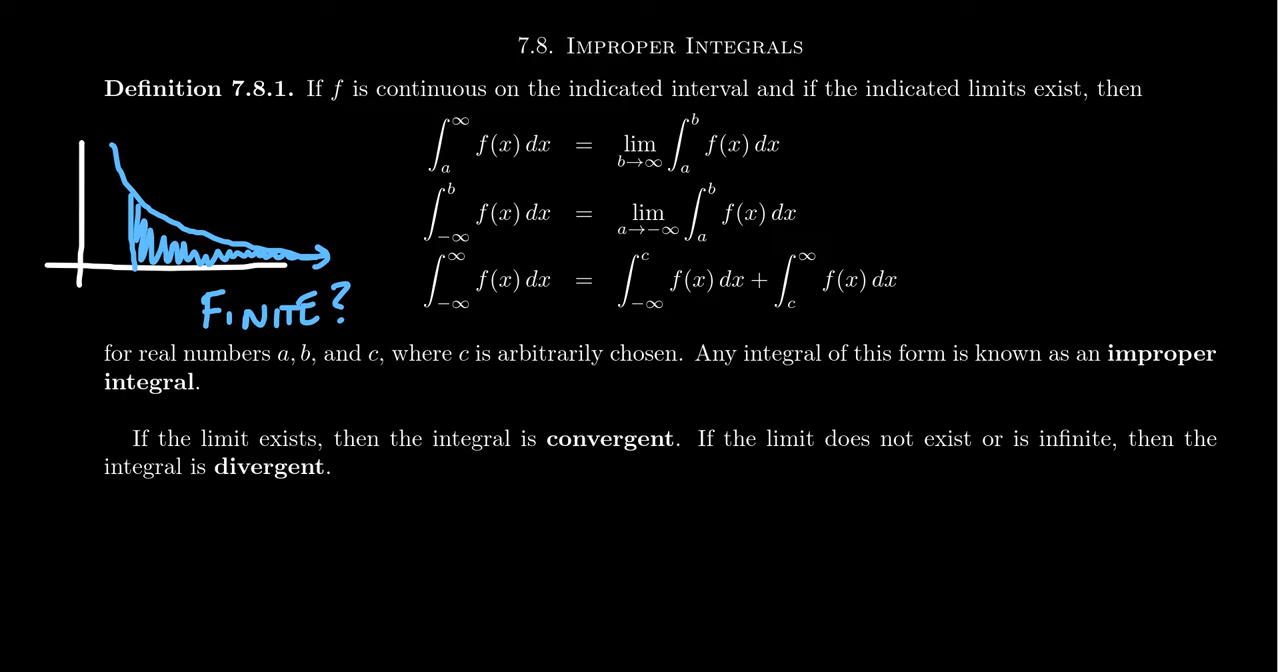 7.8. Improper Integrals
Definition 7.8.1. If f is continuous on the indicated interval and if the indicated limits exist, then
∫_a^∞ f(x) dx = lim_{b→∞} ∫_a^b f(x) dx
∫_{-∞}^b f(x) dx = lim_{a→-∞} ∫_a^b f(x) dx
∫_{-∞}^∞ f(x) dx = ∫_{-∞}^c f(x) dx + ∫_c^∞ f(x) dx
FINITE?
for real numbers a, b, and c, where c is arbitrarily chosen. Any integral of this form is known as an improper
integral.
If the limit exists, then the integral is convergent. If the limit does not exist or is infinite, then the
integral is divergent.